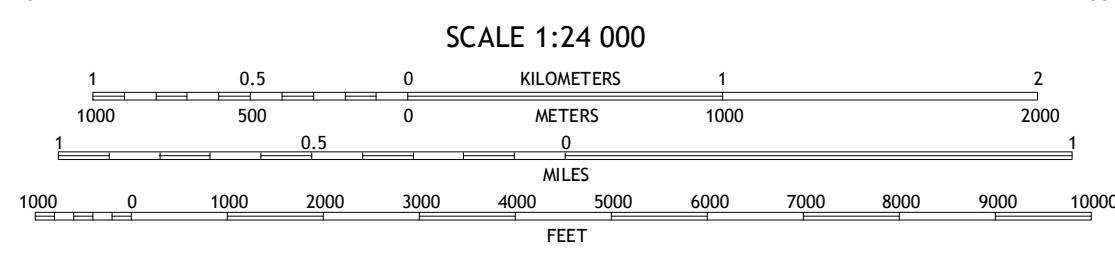 SCALE 1:24 000
1 0.5 0 KILOMETERS 1 2
1000 500 0 METERS 1000 2000
1 0.5 0 1
MILES
1000 0 1000 2000 3000 4000 5000 6000 7000 8000 9000 10000
FEET